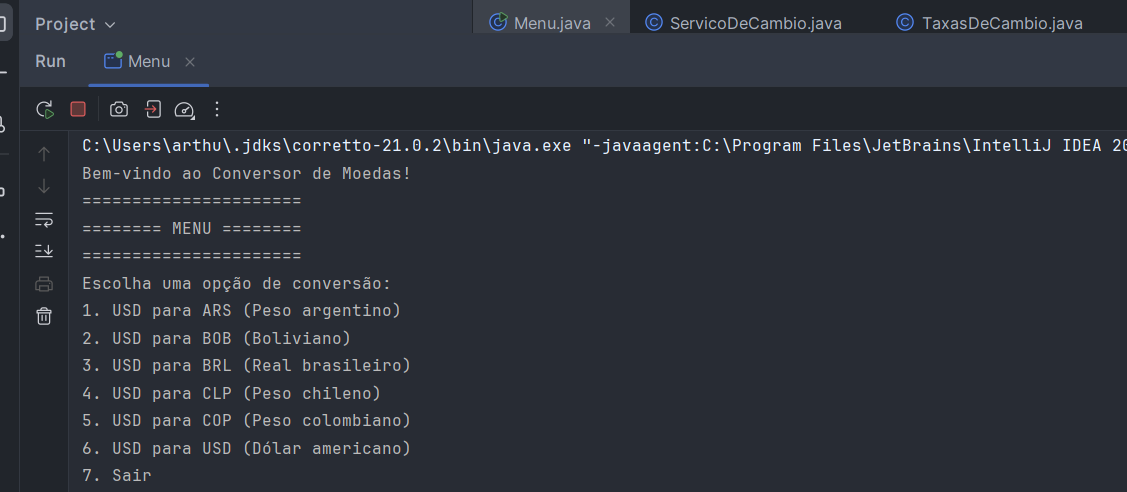 Project
Menu.java
ServicoDeCambio.java
TaxasDeCambio.java
Run
Menu
C:\Users\arthu\.jdks\corretto-21.0.2\bin\java.exe "-javaagent:C:\Program Files\JetBrains\IntelliJ IDEA 20
Bem-vindo ao Conversor de Moedas!
======================
======== MENU ========
======================
Escolha uma opção de conversão:
1. USD para ARS (Peso argentino)
2. USD para BOB (Boliviano)
3. USD para BRL (Real brasileiro)
4. USD para CLP (Peso chileno)
5. USD para COP (Peso colombiano)
6. USD para USD (Dólar americano)
7. Sair